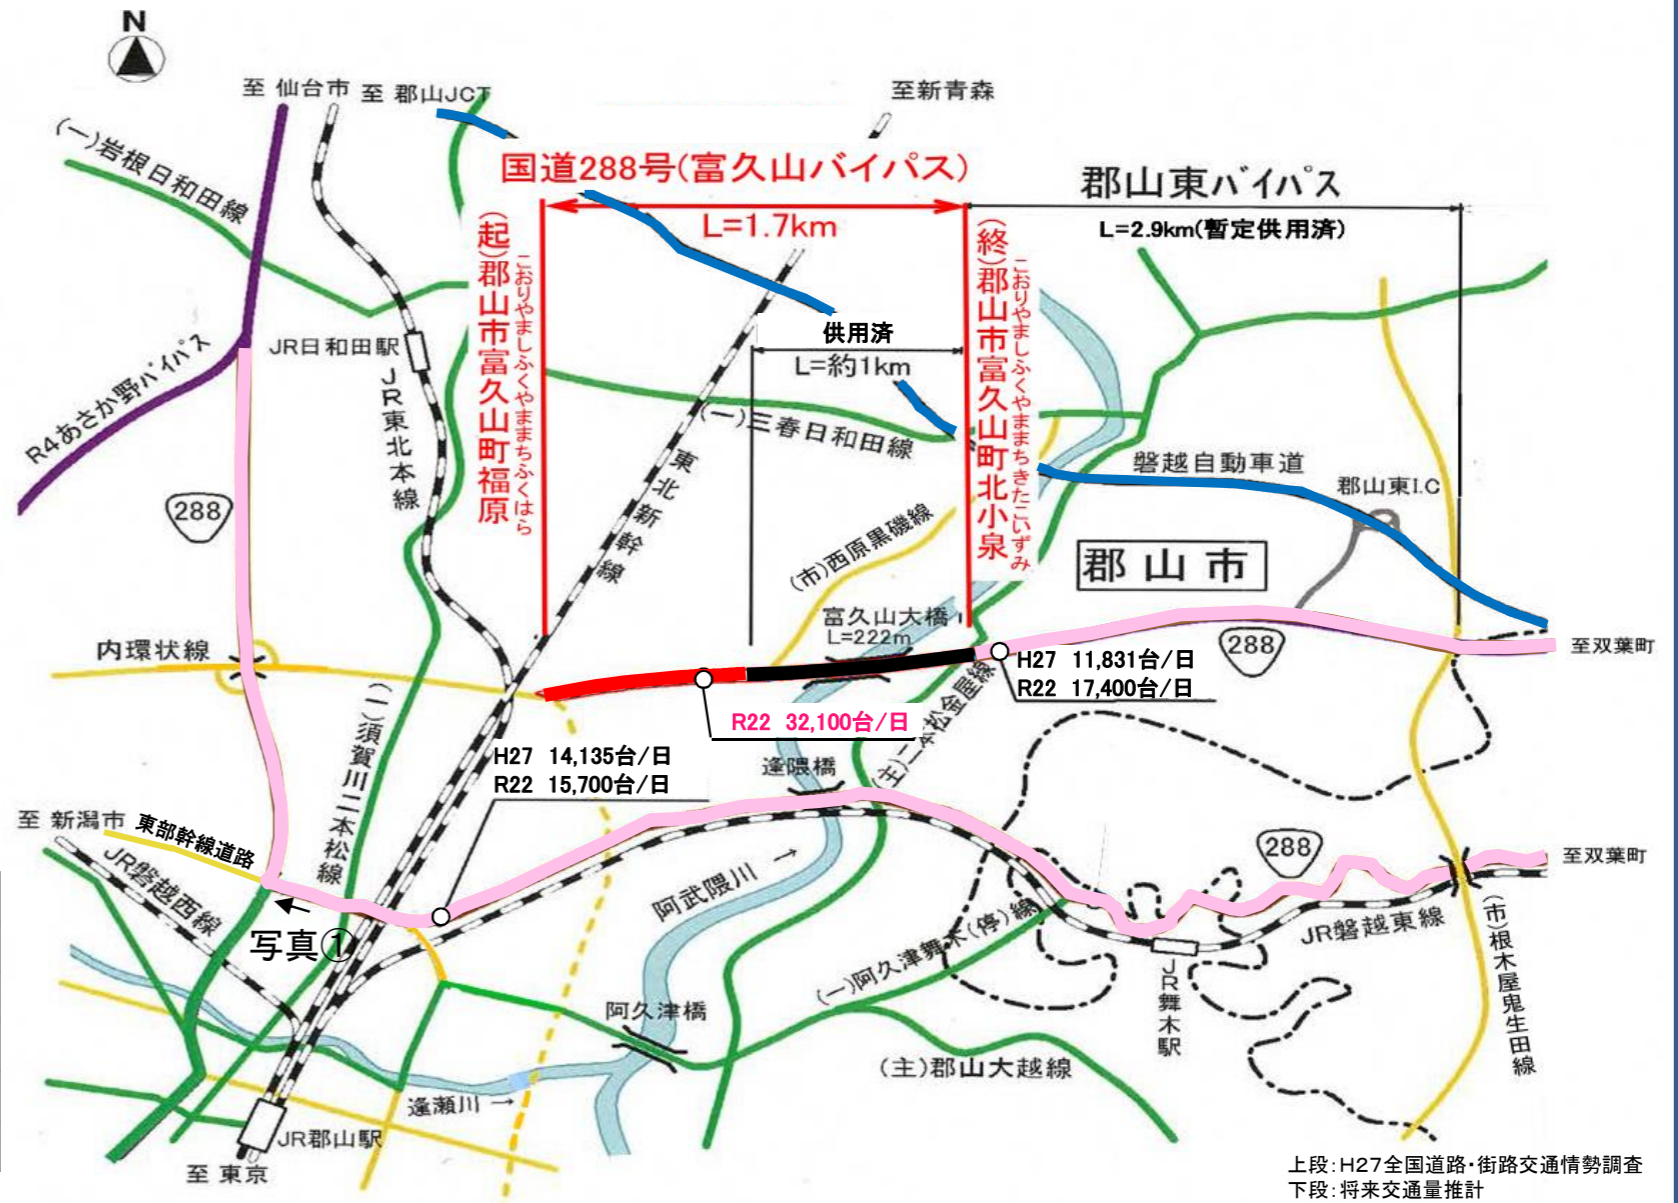 N
至 仙台市
至 郡山JCT
至新青森
(一)岩根日和田線
国道288号(富久山バイパス)
郡山東バイパス
L=1.7km
L=2.9km(暫定供用済)
(起)郡山市富久山町福原
こおりやましふくやままちふくはら
(終)郡山市富久山町北小泉
こおりやましふくやままちきたこいずみ
供用済
L=約1km
JR日和田駅
JR東北本線
R4あさか野バイパス
(一)三春日和田線
東北新幹線
磐越自動車道
郡山東I.C
288
(市)西原黒磯線
郡山市
富久山大橋
L=222m
288
内環状線
至双葉町
H27 11,831台/日
R22 17,400台/日
R22 32,100台/日
(主)二本松金屋線
(一)須賀川二本松線
H27 14,135台/日
R22 15,700台/日
逢隈橋
至 新潟市
東部幹線道路
JR磐越西線
288
至双葉町
阿武隈川 →
写真①
(一)阿久津舞木(停)線
JR磐越東線
(市)根木屋鬼生田線
JR舞木駅
阿久津橋
(主)郡山大越線
逢瀬川 →
JR郡山駅
至 東京
上段:H27全国道路・街路交通情勢調査
下段:将来交通量推計